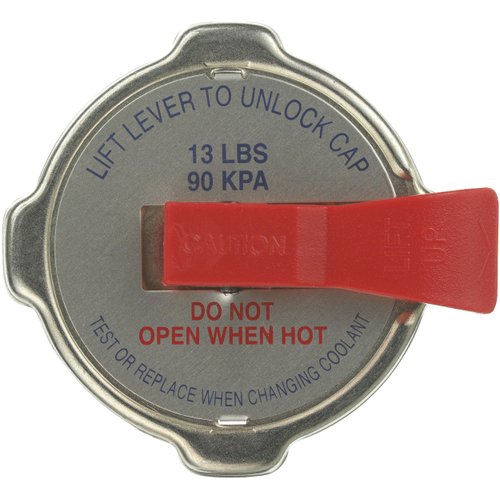 LIFT LEVER TO UNLOCK CAP
13 LBS
90 KPA
CAUTION
LIFT
UP
DO NOT
OPEN WHEN HOT
TEST OR REPLACE WHEN CHANGING COOLANT